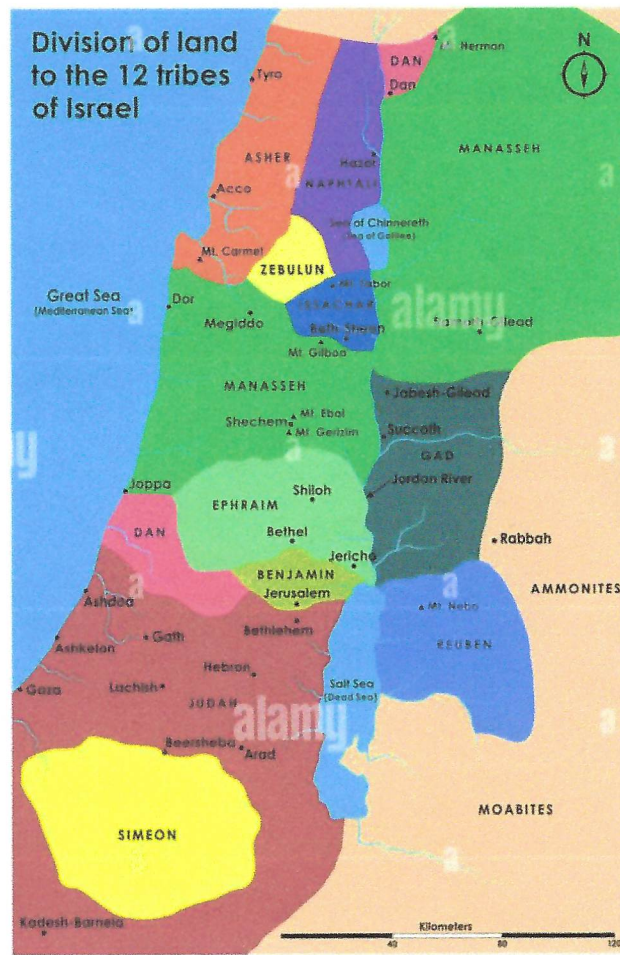 Division of land
to the 12 tribes
of Israel
N
DAN
Mt. Hermon
Dan
Tyre
ASHER
Hazor
NAPHTALI
MANASSEH
Acco
Sea of Chinnereth
(Sea of Galilee)
Mt. Carmel
ZEBULUN
Mt. Tabor
Great Sea
(Mediterranean Sea)
Dor
ISSACHAR
Megiddo
Beth Shean
Ramoth-Gilead
Mt. Gilboa
MANASSEH
Jabesh-Gilead
Mt. Ebal
Shechem
Mt. Gerizim
Succoth
GAD
Jordan River
Joppa
EPHRAIM
Shiloh
DAN
Bethel
Rabbah
Jericho
BENJAMIN
AMMONITES
Ashdod
Jerusalem
Mt. Nebo
Bethlehem
Ashkelon
Gath
REUBEN
Hebron
Gaza
Lachish
Salt Sea
(Dead Sea)
JUDAH
Beersheba
Arad
SIMEON
MOABITES
Kadesh-Barnela
Kilometers
40
80
120
alamy
alamy
a